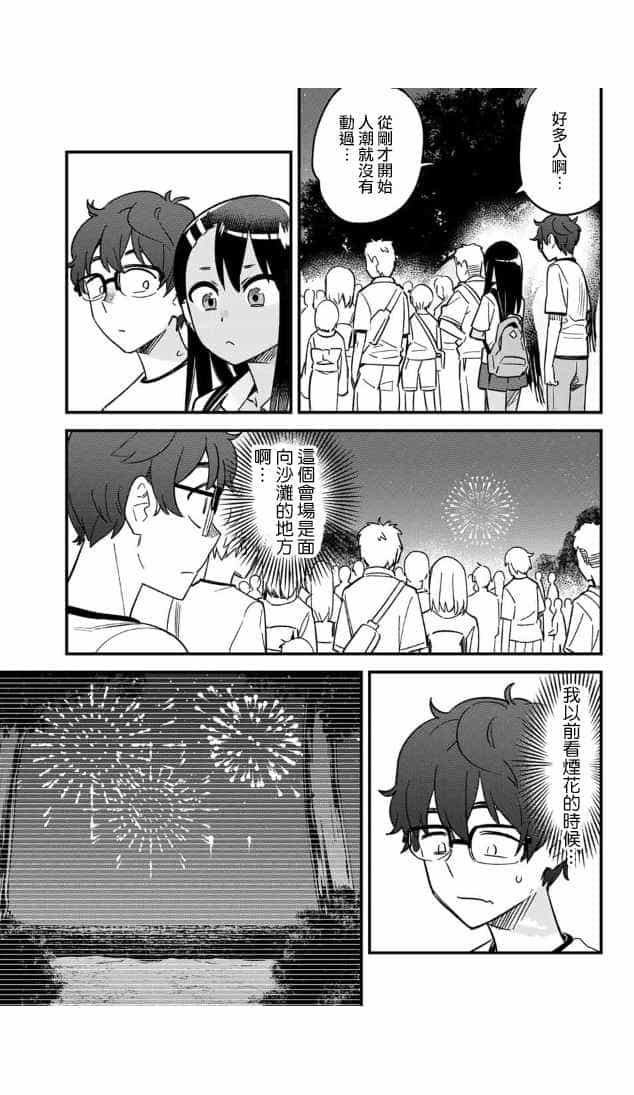 好多人啊…
從剛才開始
人潮就沒有
動過…
這個會場是面
向沙灘的地方
啊…
我以前看煙花的時候…